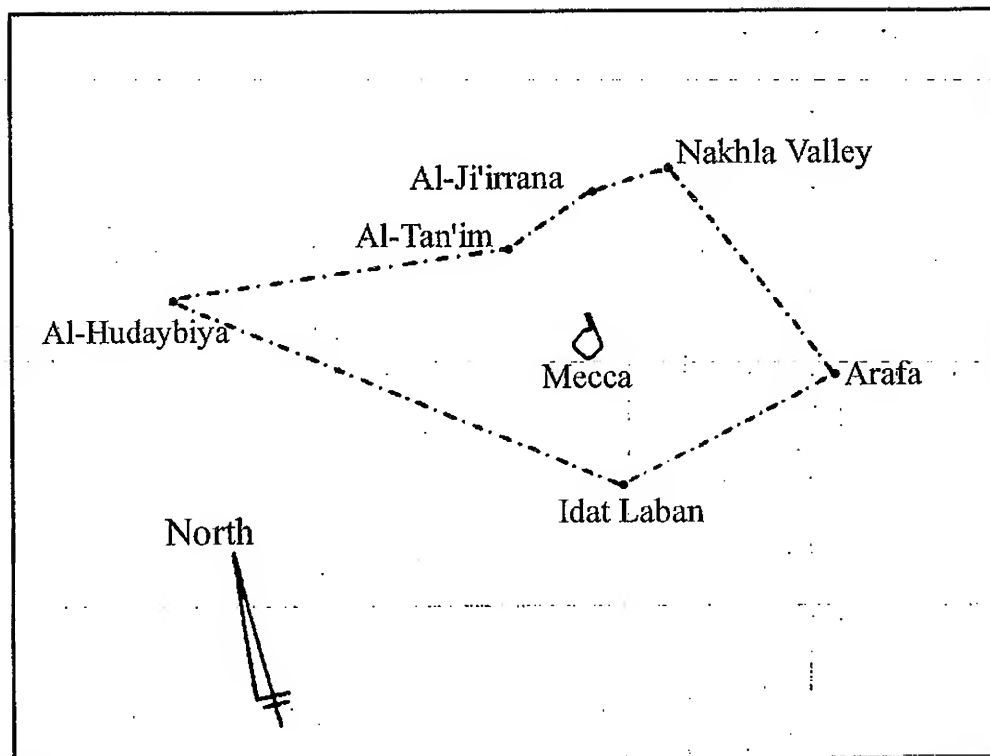 Nakhla Valley
Al-Ji'irrana
Al-Tan'im
Al-Hudaybiya
Mecca
Arafa
Idat Laban
North